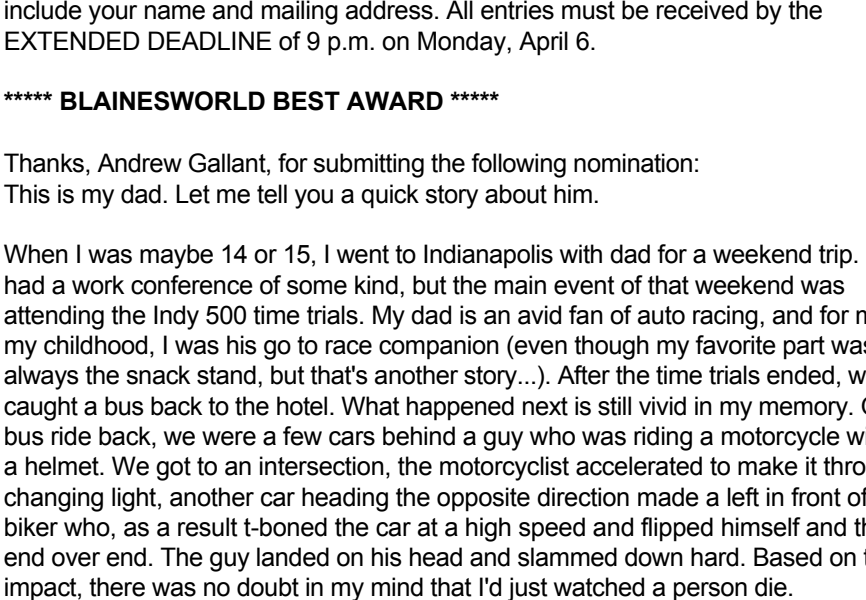 include your name and mailing address. All entries must be received by the
EXTENDED DEADLINE of 9 p.m. on Monday, April 6.
***** BLAINESWORLD BEST AWARD *****
Thanks, Andrew Gallant, for submitting the following nomination:
This is my dad. Let me tell you a quick story about him.
When I was maybe 14 or 15, I went to Indianapolis with dad for a weekend trip.
had a work conference of some kind, but the main event of that weekend was
attending the Indy 500 time trials. My dad is an avid fan of auto racing, and for
my childhood, I was his go to race companion (even though my favorite part
always the snack stand, but that's another story...). After the time trials ended,
caught a bus back to the hotel. What happened next is still vivid in my memory.
bus ride back, we were a few cars behind a guy who was riding a motorcycle
a helmet. We got to an intersection, the motorcyclist accelerated to make it
changing light, another car heading the opposite direction made a left in front of
biker who, as a result t-boned the car at a high speed and flipped himself and
end over end. The guy landed on his head and slammed down hard. Based on
impact, there was no doubt in my mind that I'd just watched a person die.